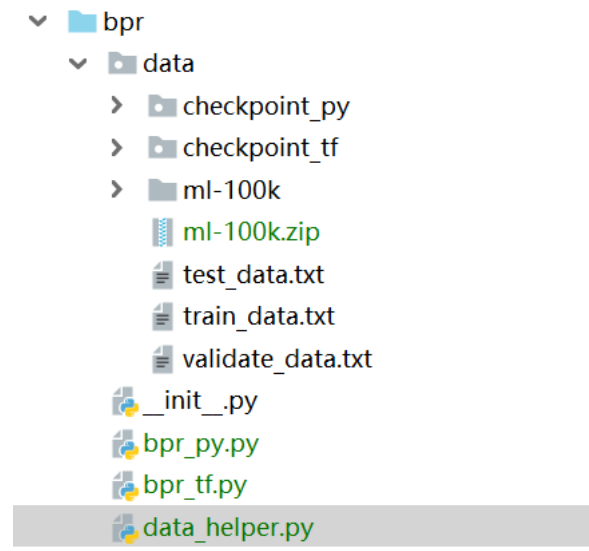 bpr
data
checkpoint_py
checkpoint_tf
ml-100k
ml-100k.zip
test_data.txt
train_data.txt
validate_data.txt
__init__.py
bpr_py.py
bpr_tf.py
data_helper.py